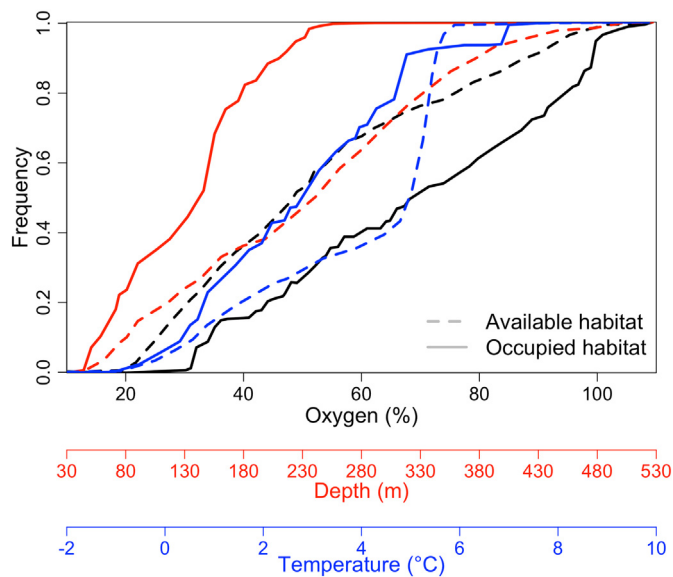 1.0
0.8
0.6
0.4
0.2
0.0
Frequency
Available habitat
Occupied habitat
20 40 60 80 100
Oxygen (%)
30 80 130 180 230 280 330 380 430 480 530
Depth (m)
-2 0 2 4 6 8 10
Temperature (°C)